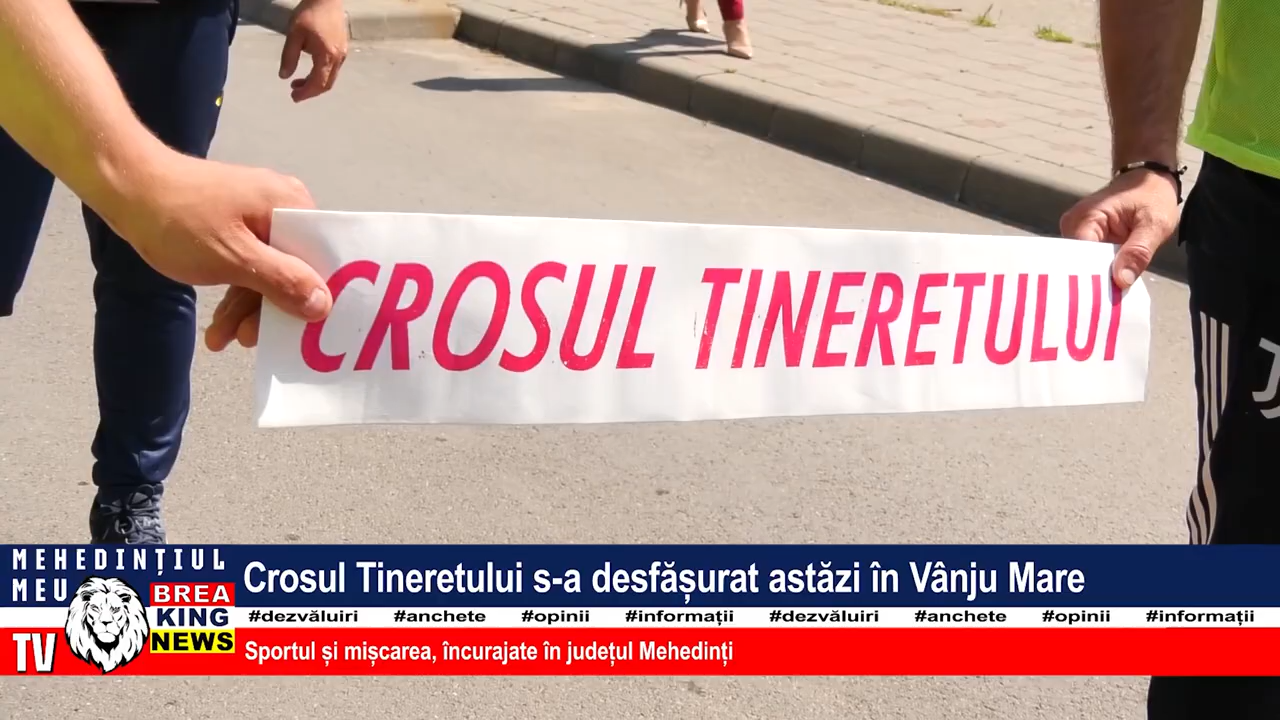 CROSUL TINERETULUI
MEHEDINȚIUL
MEU
TV
BREA
KING
NEWS
Crosul Tineretului s-a desfășurat astăzi în Vânju Mare
#dezvăluiri #anchete #opinii #informații #dezvăluiri #anchete #opinii #informații
Sportul și mișcarea, încurajate în județul Mehedinți